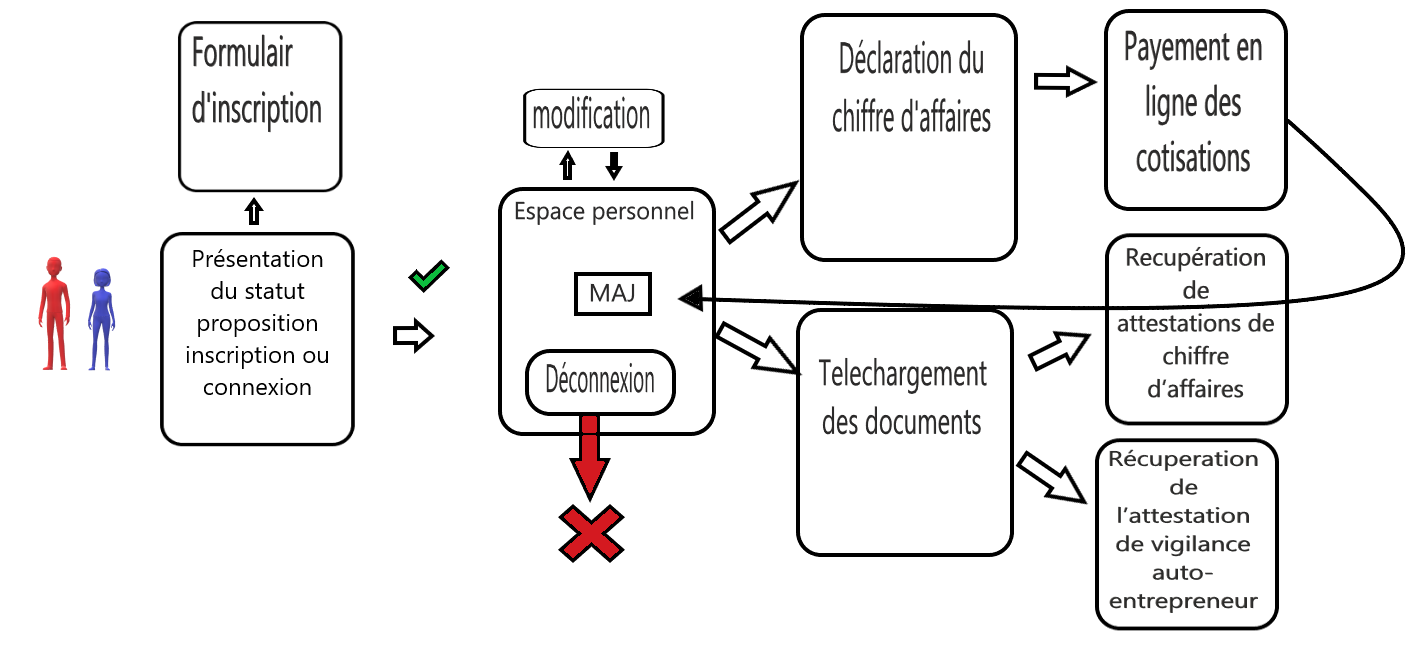 Formulair
d'inscription
Présentation
du statut
proposition
inscription ou
connexion
modification
Espace personnel
MAJ
Déconnexion
Déclaration du
chiffre d'affaires
Payement en
ligne des
cotisations
Telechargement
des documents
Recupération
de
attestations de
chiffre
d’affaires
Récuperation
de
l’attestation
de vigilance
auto-
entrepreneur